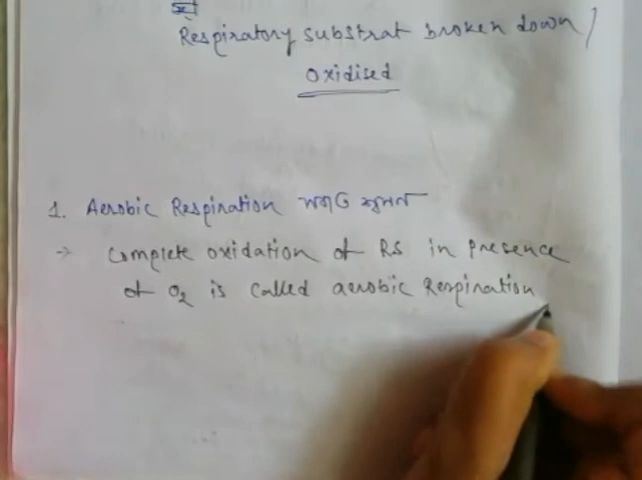 Respiratory substrat broken down/
oxidised
1. Aerobic Respiration শ্বসন
→ Complete oxidation of RS in presence
of O₂ is called aerobic Respiration